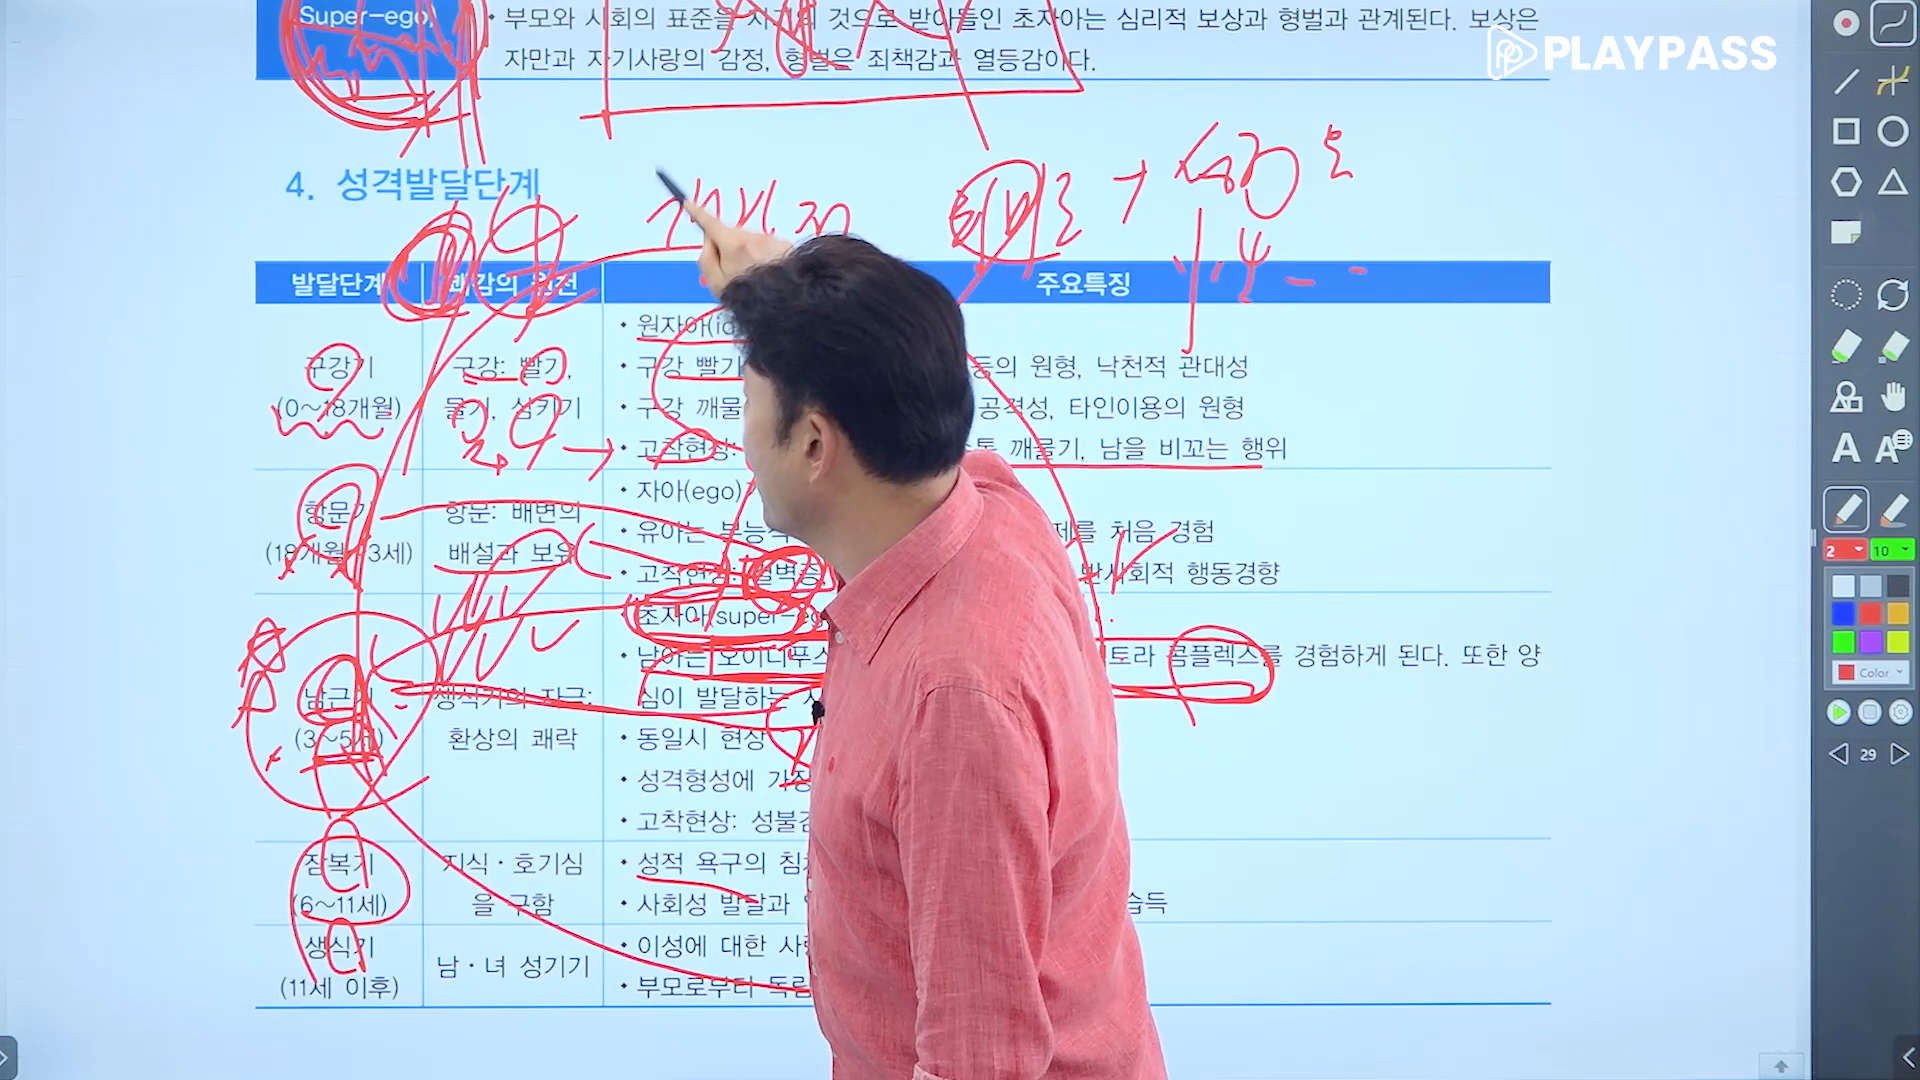 (Super-ego)
• 부모와 사회의 표준을 자기의 것으로 받아들인 초자아는 심리적 보상과 형벌과 관계된다. 보상은
자만과 자기사랑의 감정, 형벌은 죄책감과 열등감이다.
PLAYPASS
4. 성격발달단계
발달단계
쾌감의 원천
주요특징
구강기
(0~18개월)
구강: 빨기,
물기, 삼키기
• 원자아(id
• 구강 빨기
동의 원형, 낙천적 관대성
• 구강 깨물
공격성, 타인이용의 원형
• 고착현상:
깨물기, 남을 비꼬는 행위
항문기
(18개월~3세)
항문: 배변의
배설과 보유
• 자아(ego)
• 유아는 본능적
제를 처음 경험
• 고착현상: 결벽증,
반사회적 행동경향
남근기
(3~5세)
생식기의 자극:
환상의 쾌락
• 초자아(super-eg
• 남아는 오이디푸스
트라 콤플렉스를 경험하게 된다. 또한 양
심이 발달하는
• 동일시 현상
• 성격형성에 가장
• 고착현상: 성불감
잠복기
(6~11세)
지식·호기심
을 구함
• 성적 욕구의 침
• 사회성 발달과
습득
생식기
(11세 이후)
남·녀 성기기
• 이성에 대한 사
• 부모로부터 독립
2
10
Color
29